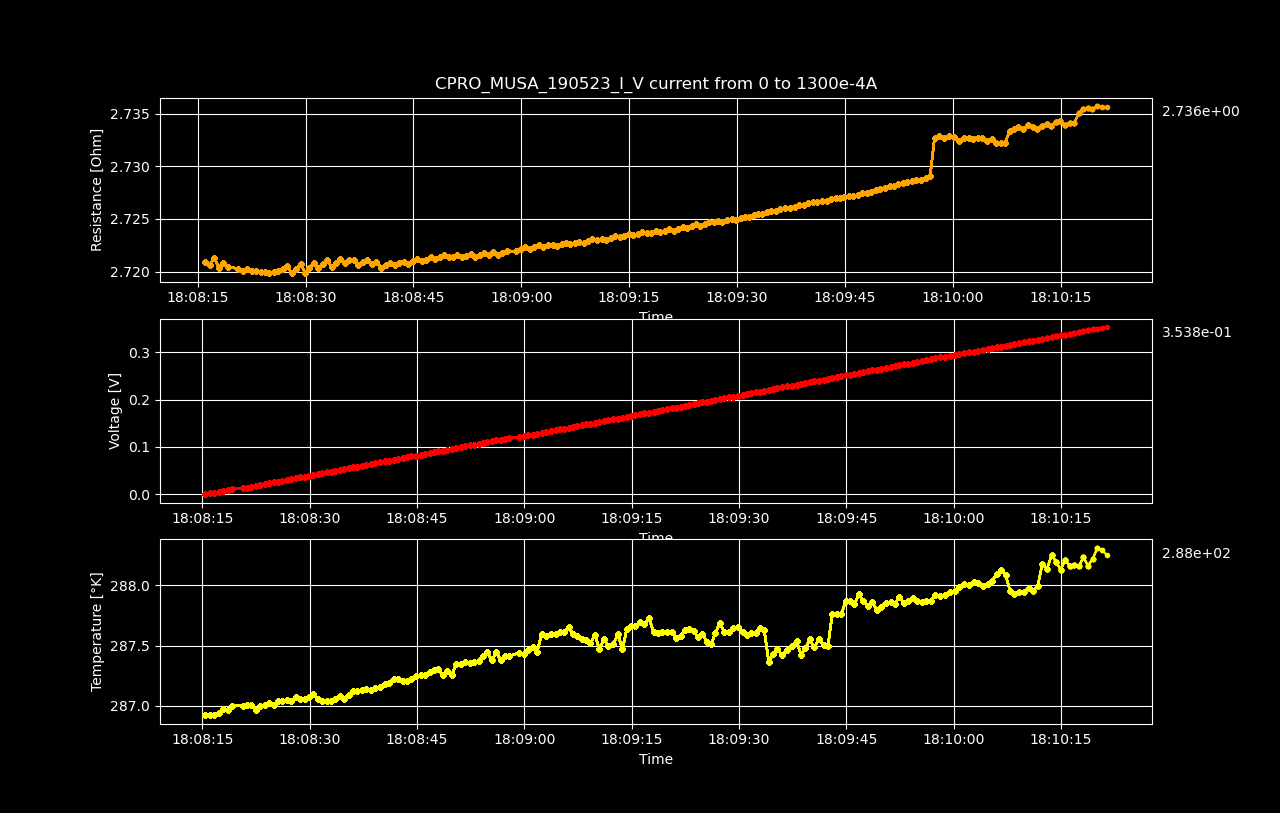 CPRO_MUSA_190523_I_V current from 0 to 1300e-4A
2.736e+00
Resistance [Ohm]
2.735
2.730
2.725
2.720
18:08:15 18:08:30 18:08:45 18:09:00 18:09:15 18:09:30 18:09:45 18:10:00 18:10:15
Time
3.538e-01
Voltage [V]
0.3
0.2
0.1
0.0
18:08:15 18:08:30 18:08:45 18:09:00 18:09:15 18:09:30 18:09:45 18:10:00 18:10:15
Time
2.88e+02
Temperature [°K]
288.0
287.5
287.0
18:08:15 18:08:30 18:08:45 18:09:00 18:09:15 18:09:30 18:09:45 18:10:00 18:10:15
Time